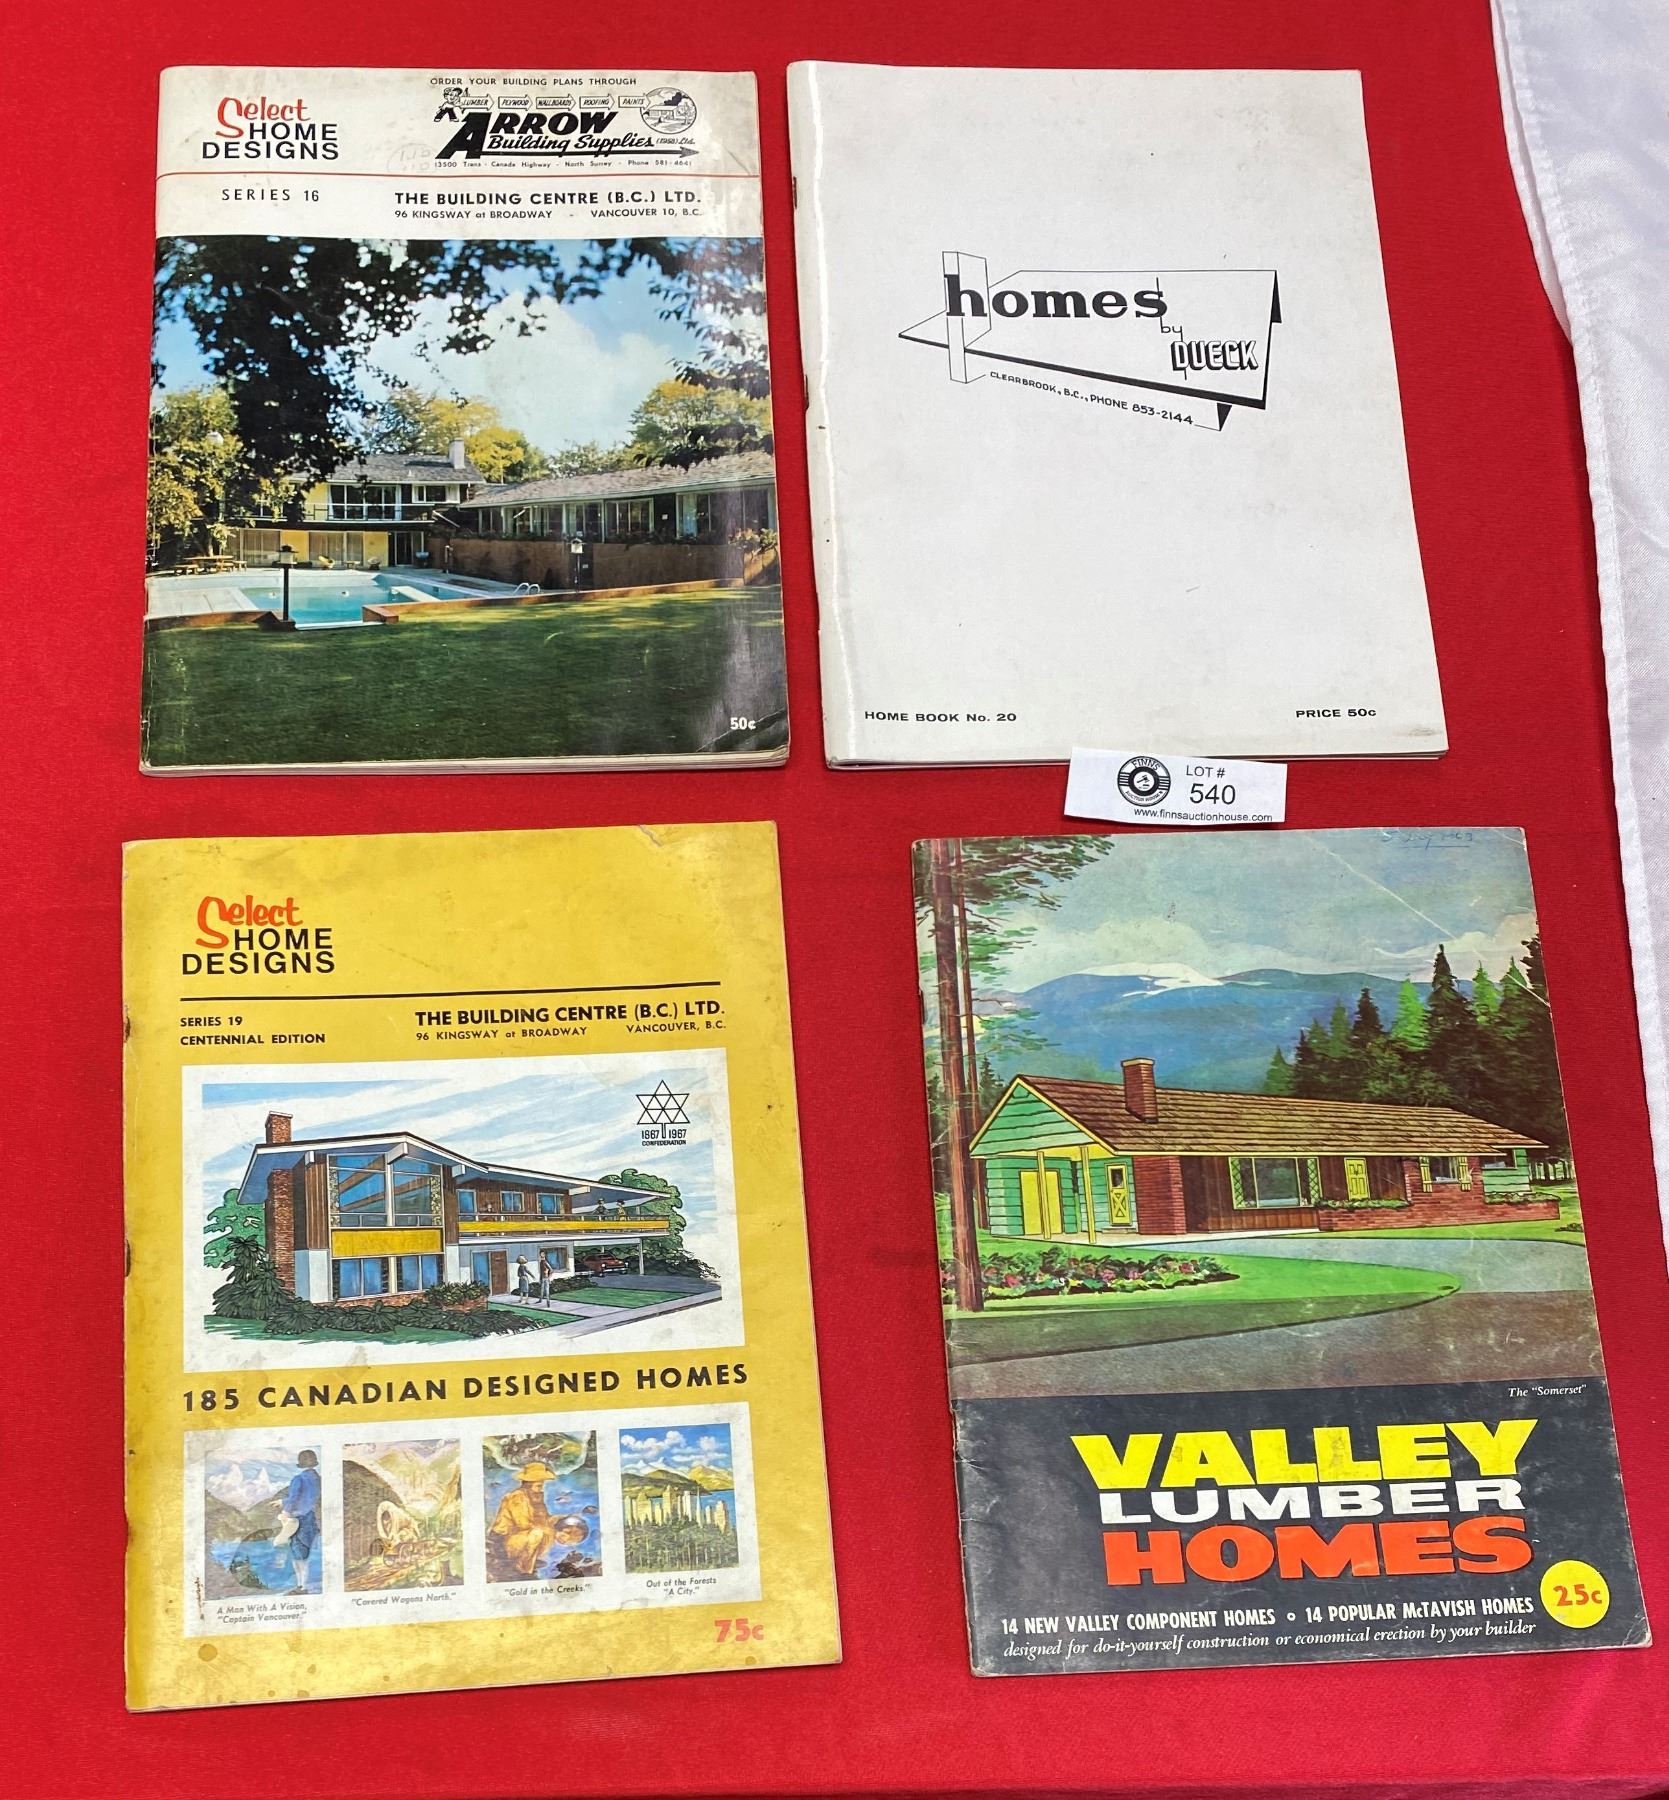 ORDER YOUR BUILDING PLANS THROUGH
LUMBER PLYWOOD WALLBOARDS ROOFING PAINTS
Select
HOME
DESIGNS
ARROW
Building Supplies (1958) Ltd.
13500 Trans - Canada Highway - North Surrey - Phone 581-4641
SERIES 16
THE BUILDING CENTRE (B.C.) LTD.
96 KINGSWAY at BROADWAY - VANCOUVER 10, B.C.
50c
homes
by
DUECK
CLEARBROOK, B.C., PHONE 853-2144
HOME BOOK No. 20
PRICE 50c
FINNS
AUCTION HOUSE
LOT #
540
www.finnsauctionhouse.com
Select
HOME
DESIGNS
SERIES 19
CENTENNIAL EDITION
THE BUILDING CENTRE (B.C.) LTD.
96 KINGSWAY at BROADWAY VANCOUVER, B.C.
1867 1967
CONFEDERATION
185 CANADIAN DESIGNED HOMES
A Man With A Vision,
"Captain Vancouver."
"Covered Wagons North."
"Gold in the Creeks."
Out of the Forests
"A City."
75c
The "Somerset"
VALLEY
LUMBER
HOMES
25c
14 NEW VALLEY COMPONENT HOMES • 14 POPULAR McTAVISH HOMES
designed for do-it-yourself construction or economical erection by your builder